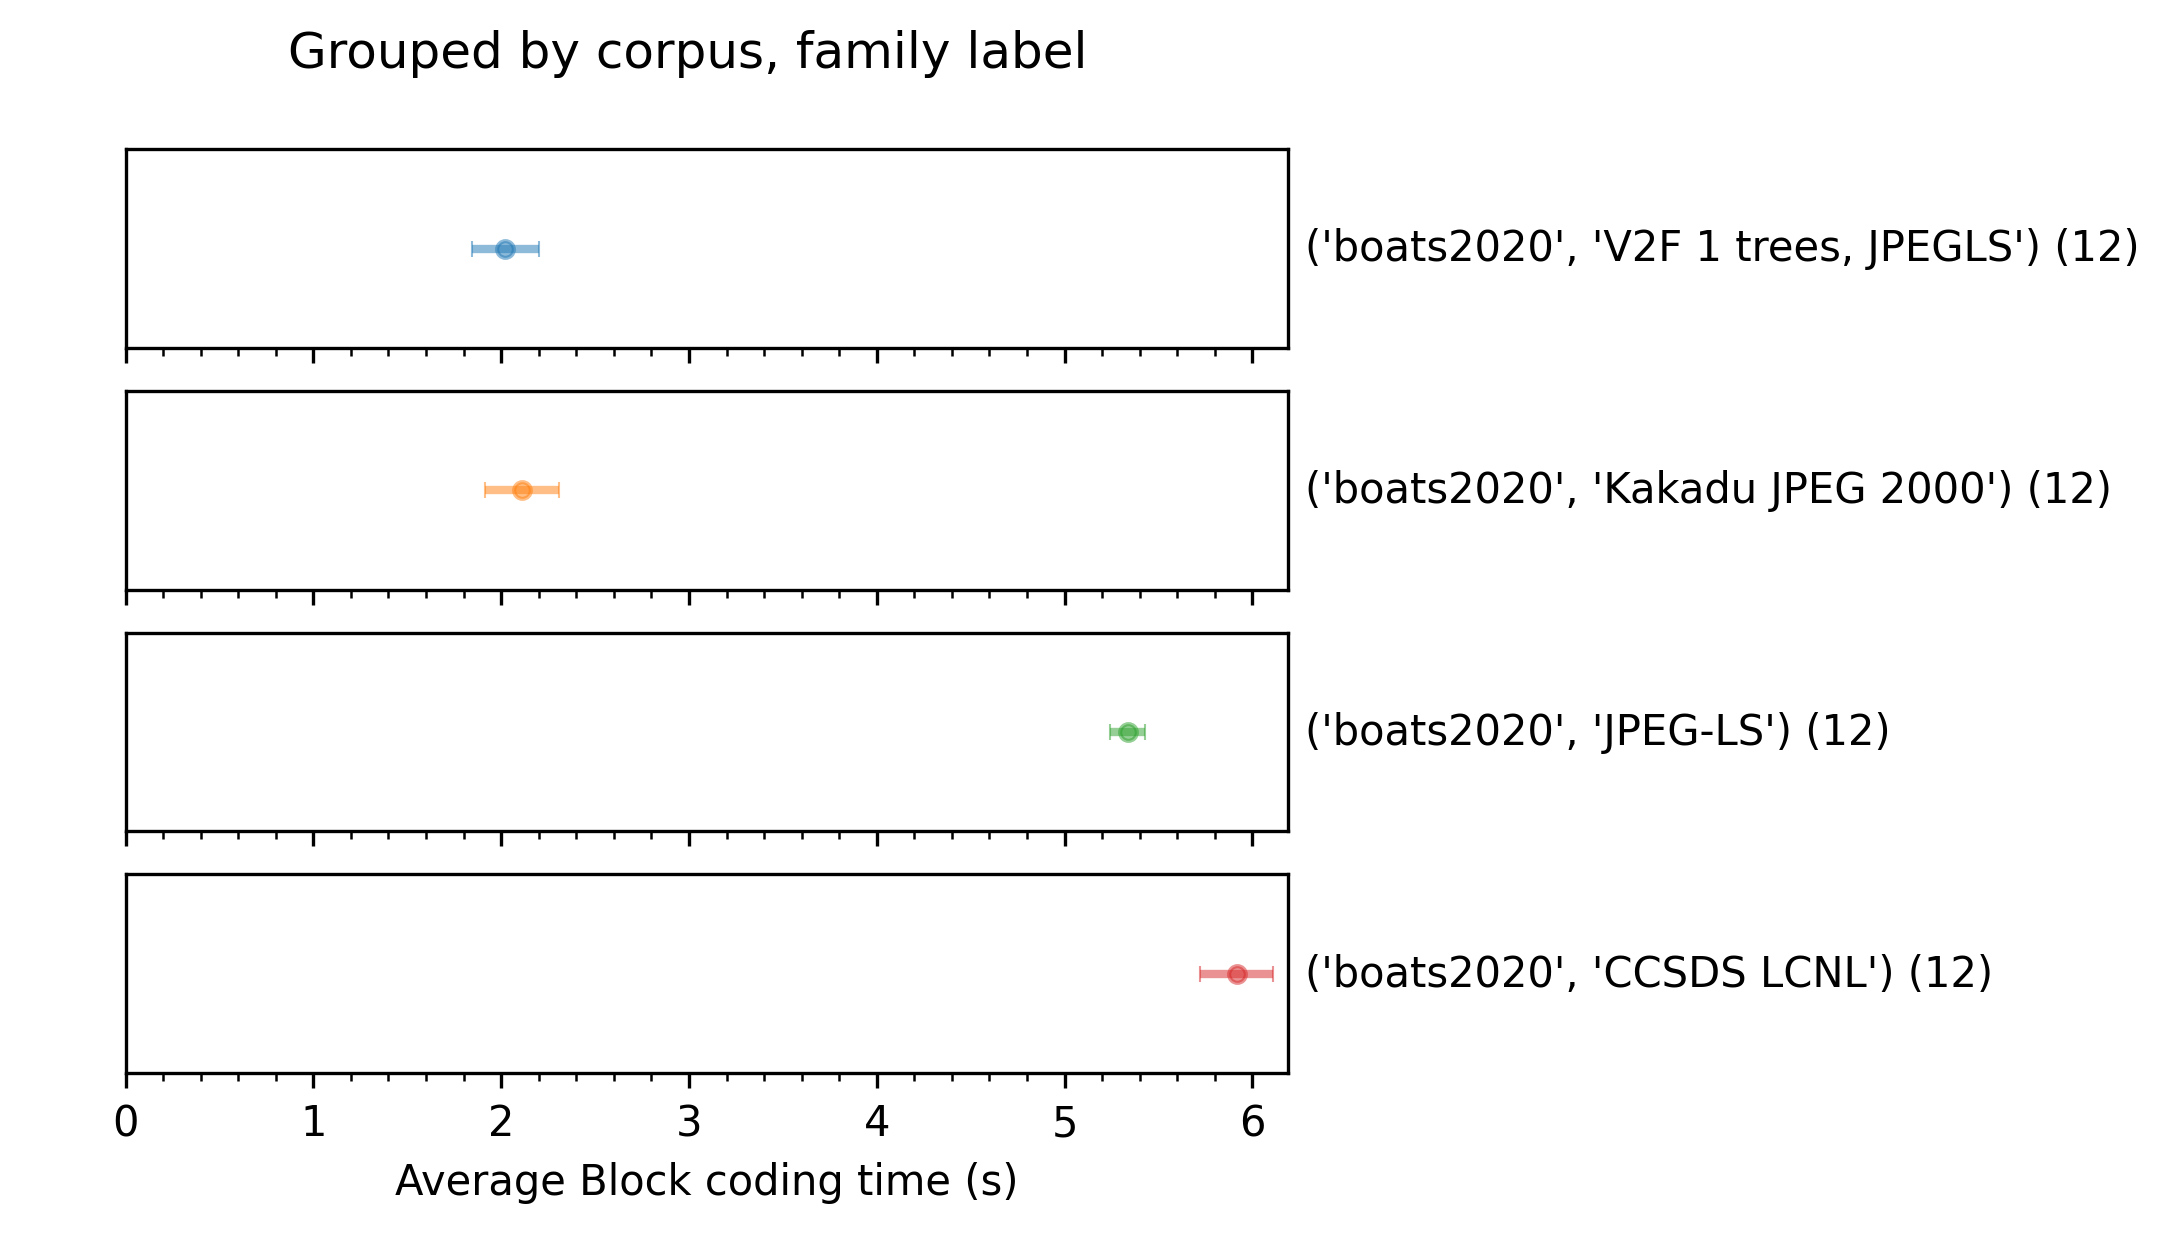 Grouped by corpus, family label
('boats2020', 'V2F 1 trees, JPEGLS') (12)
('boats2020', 'Kakadu JPEG 2000') (12)
('boats2020', 'JPEG-LS') (12)
('boats2020', 'CCSDS LCNL') (12)
0 1 2 3 4 5 6
Average Block coding time (s)